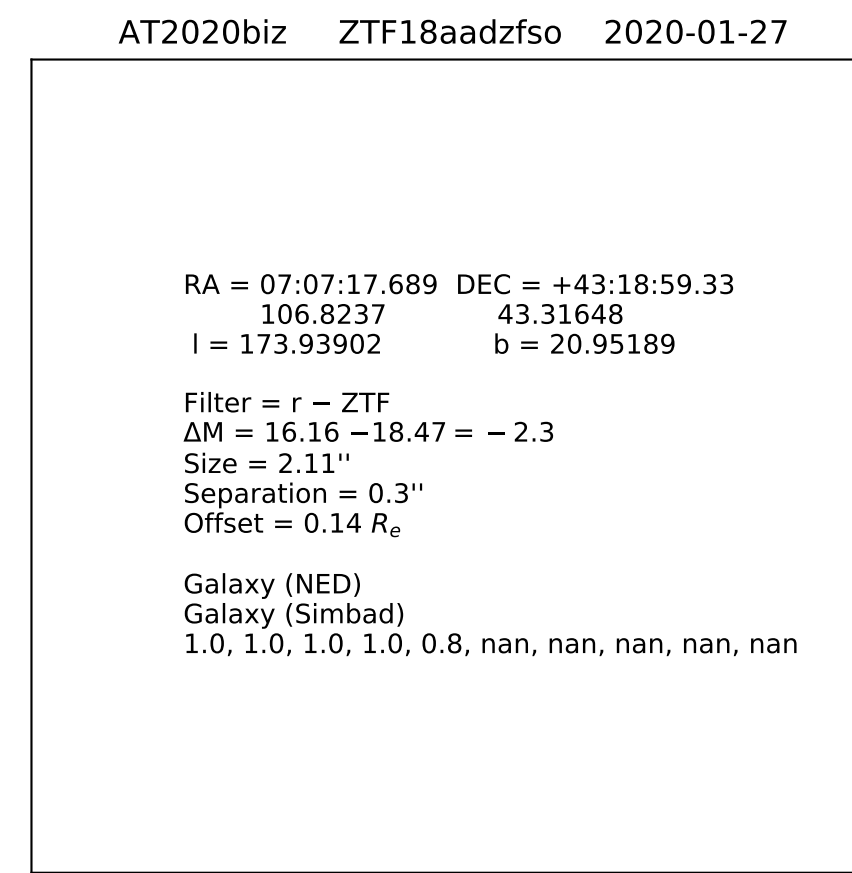 AT2020biz ZTF18aadzfso 2020-01-27
RA = 07:07:17.689 DEC = +43:18:59.33
106.8237 43.31648
l = 173.93902 b = 20.95189
Filter = r − ZTF
ΔM = 16.16 −18.47 = − 2.3
Size = 2.11''
Separation = 0.3''
Offset = 0.14 Re
Galaxy (NED)
Galaxy (Simbad)
1.0, 1.0, 1.0, 1.0, 0.8, nan, nan, nan, nan, nan